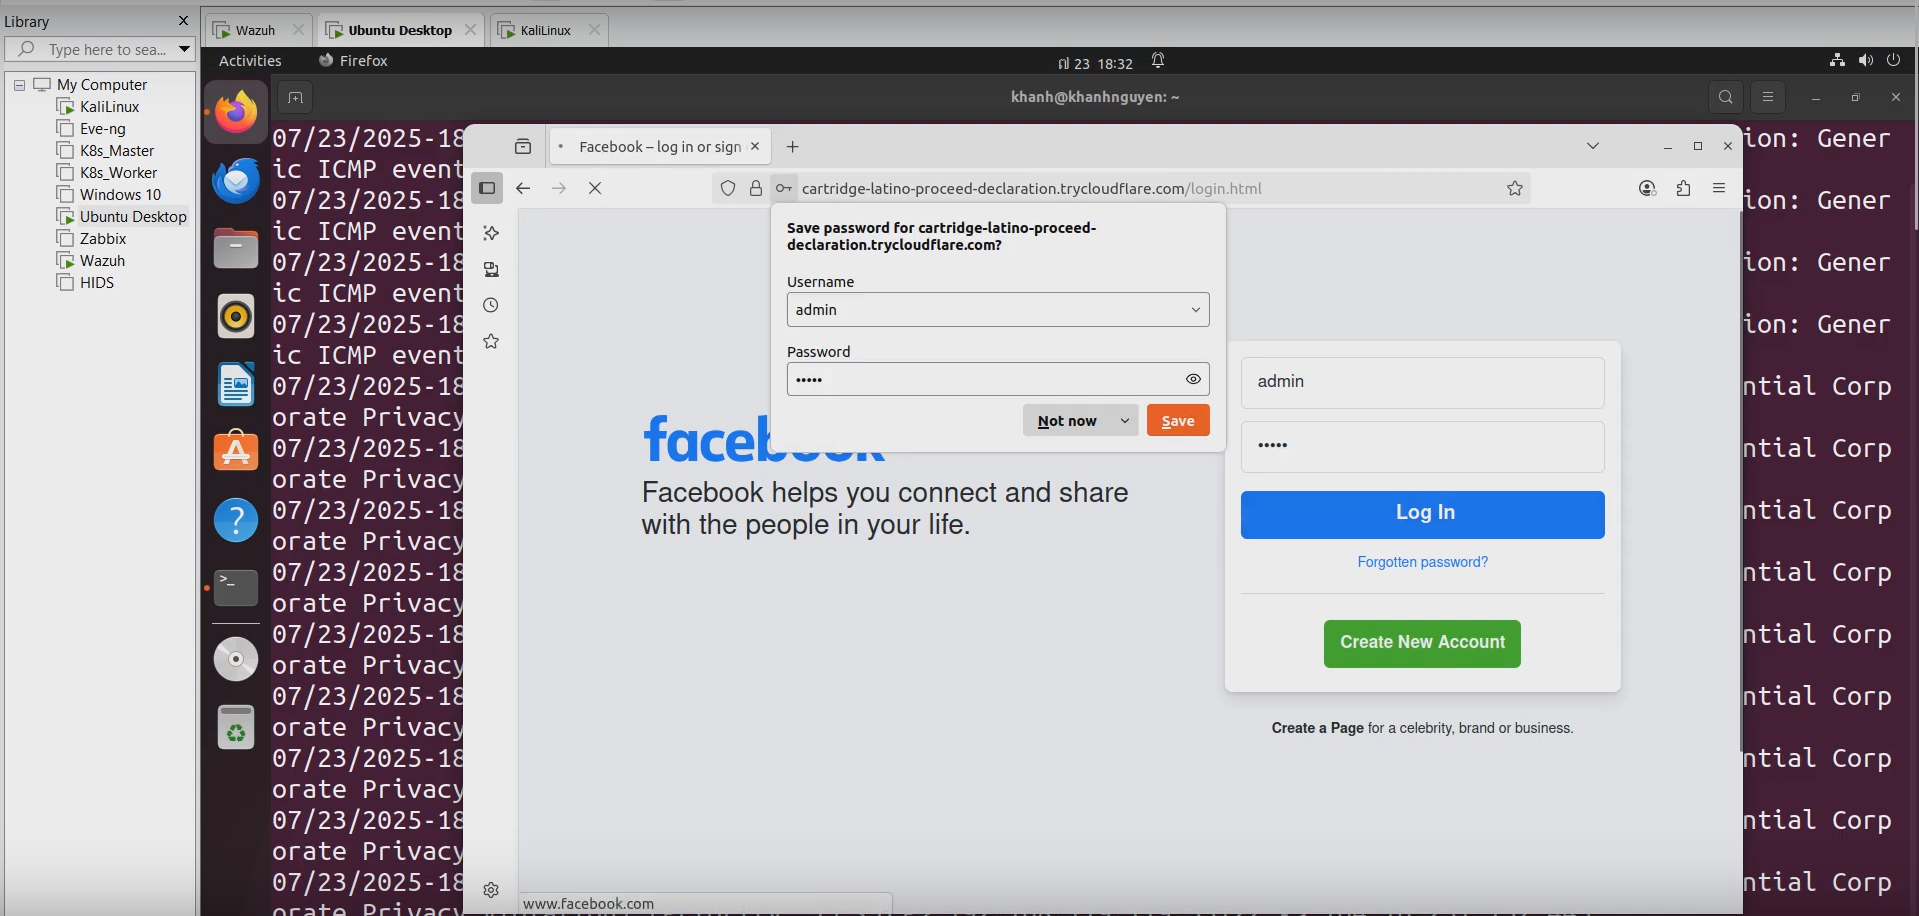 Library
Type here to sea...
My Computer
KaliLinux
Eve-ng
K8s_Master
K8s_Worker
Windows 10
Ubuntu Desktop
Zabbix
Wazuh
HIDS
Wazuh
Ubuntu Desktop
KaliLinux
Activities
Firefox
23 18:32
khanh@khanhnguyen: ~
07/23/2025-18
ion: Gener
ic ICMP event
07/23/2025-18
ion: Gener
ic ICMP event
07/23/2025-18
ion: Gener
ic ICMP event
07/23/2025-18
ion: Gener
ic ICMP event
07/23/2025-18
ntial Corp
orate Privacy
07/23/2025-18
ntial Corp
orate Privacy
07/23/2025-18
ntial Corp
orate Privacy
07/23/2025-18
ntial Corp
orate Privacy
07/23/2025-18
ntial Corp
orate Privacy
07/23/2025-18
ntial Corp
orate Privacy
07/23/2025-18
ntial Corp
orate Privacy
07/23/2025-18
ntial Corp
orate Privacy
07/23/2025-18
ntial Corp
orate Privacy
Facebook – log in or sign
cartridge-latino-proceed-declaration.trycloudflare.com/login.html
Save password for cartridge-latino-proceed-
declaration.trycloudflare.com?
Username
admin
Password
•••••
Not now
Save
facebook
Facebook helps you connect and share
with the people in your life.
admin
•••••
Log In
Forgotten password?
Create New Account
Create a Page for a celebrity, brand or business.
www.facebook.com